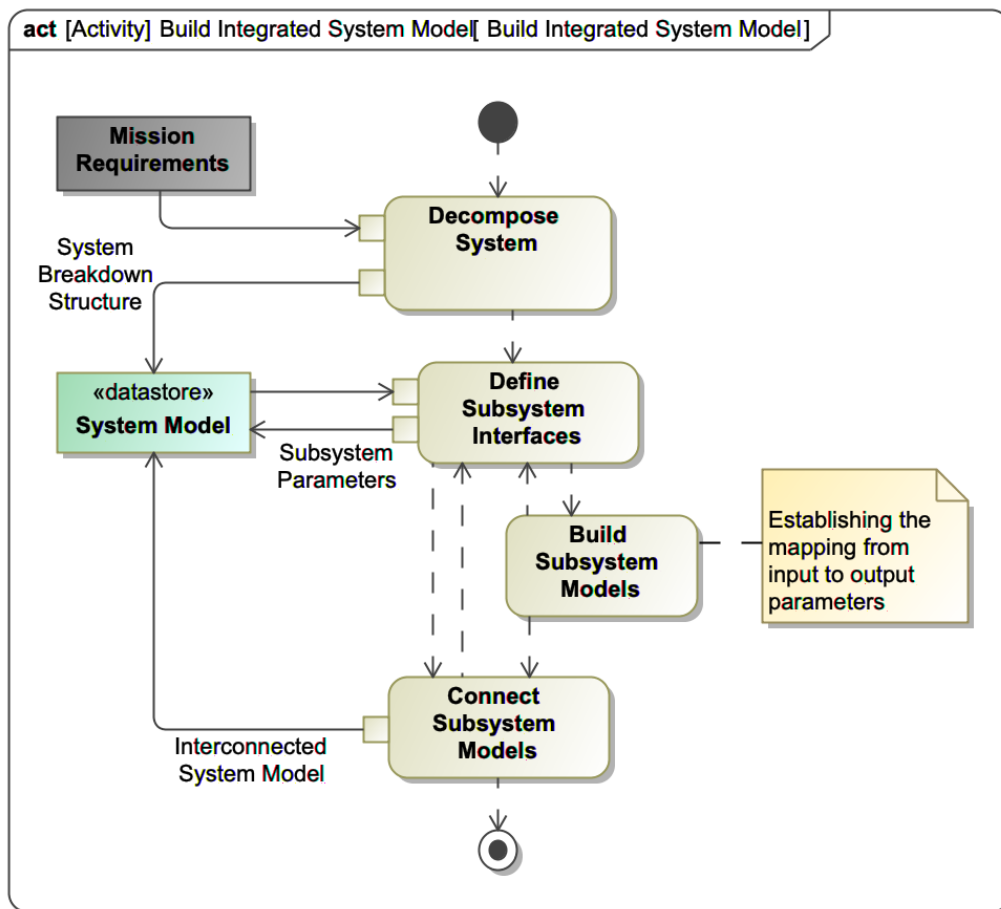 act [Activity] Build Integrated System Model[ Build Integrated System Model]
Mission
Requirements
Decompose
System
System
Breakdown
Structure
«datastore»
System Model
Define
Subsystem
Interfaces
Subsystem
Parameters
Build
Subsystem
Models
Establishing the
mapping from
input to output
parameters
Connect
Subsystem
Models
Interconnected
System Model